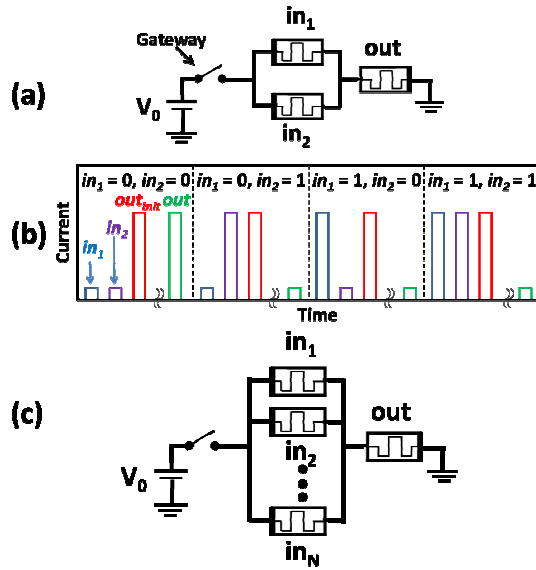 (a)
Gateway
in1
out
V0
in2
(b)
in1 = 0, in2 = 0
in1 = 0, in2 = 1
in1 = 1, in2 = 0
in1 = 1, in2 = 1
Current
in1
in2
outinit
out
Time
(c)
in1
out
in2
V0
inN